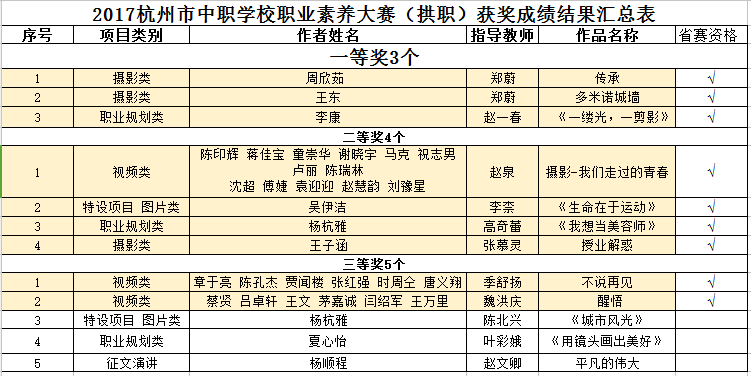 2017杭州市中职学校职业素养大赛（拱职）获奖成绩结果汇总表
序号 项目类别 作者姓名 指导教师 作品名称 省赛资格
一等奖3个
1 摄影类 周欣茹 郑蔚 传承 √
2 摄影类 王东 郑蔚 多米诺城墙 √
3 职业规划类 李康 赵一春 《一缕光，一剪影》 √
二等奖4个
1 视频类 陈印辉 蒋佳宝 童崇华 谢晓宇 马克 祝志男 卢丽 陈瑞林 沈超 傅婕 袁迎迎 赵慧韵 刘豫星 赵泉 摄影-我们走过的青春 √
2 特设项目 图片类 吴伊洁 李柰 《生命在于运动》 √
3 职业规划类 杨杭雅 高奇蕾 《我想当美容师》 √
4 摄影类 王子涵 张慕灵 授业解惑 √
三等奖5个
1 视频类 章于亮 陈孔杰 贾闻楼 张红强 时周仝 唐义翔 季舒扬 不说再见 √
2 视频类 蔡贤 吕卓轩 王文 茅嘉诚 闫绍军 王万里 魏洪庆 醒悟 √
3 特设项目 图片类 杨杭雅 陈北兴 《城市风光》
4 职业规划类 夏心怡 叶彩娥 《用镜头画出美好》
5 征文演讲 杨顺程 赵文卿 平凡的伟大